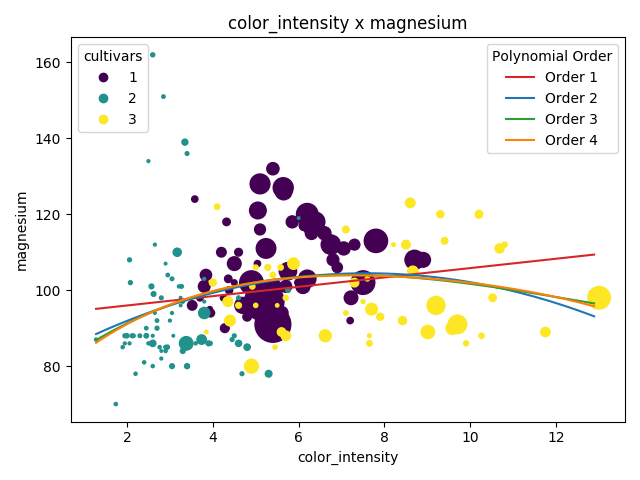 color_intensity x magnesium
cultivars
1
2
3
Polynomial Order
Order 1
Order 2
Order 3
Order 4
magnesium
160
140
120
100
80
2
4
6
8
10
12
color_intensity